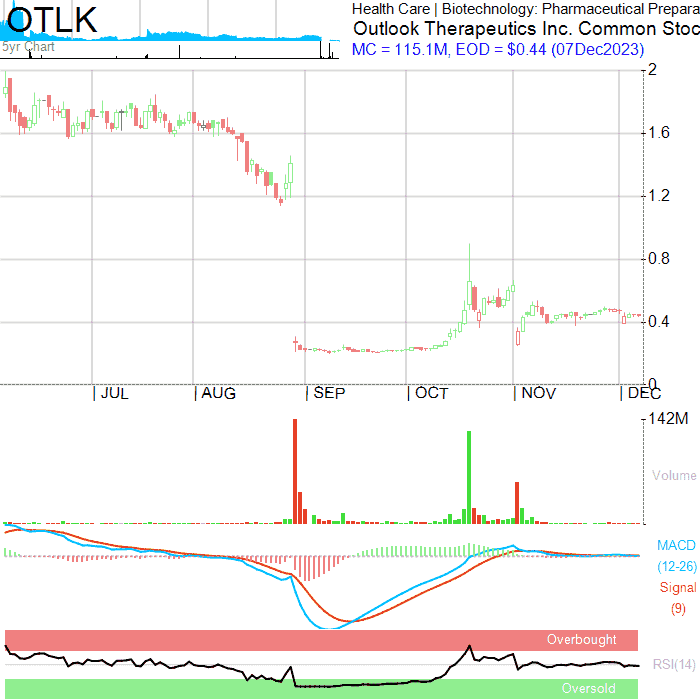 OTLK
5yr Chart
Health Care | Biotechnology: Pharmaceutical Prepara
Outlook Therapeutics Inc. Common Stoc
MC = 115.1M, EOD = $0.44 (07Dec2023)
2
1.6
1.2
0.8
0.4
0
JUL
AUG
SEP
OCT
NOV
DEC
142M
Volume
MACD
(12-26)
Signal
(9)
Overbought
RSI(14)
Oversold